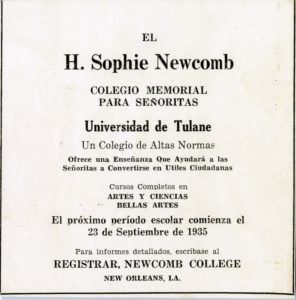 EL
H. Sophie Newcomb
COLEGIO MEMORIAL
PARA SEÑORITAS
Universidad de Tulane
Un Colegio de Altas Normas
Ofrece una Enseñanza Que Ayudará a las
Señoritas a Convertirse en Utiles Ciudadanas
Cursos Completos en
ARTES Y CIENCIAS
BELLAS ARTES
El próximo período escolar comienza el
23 de Septiembre de 1935
Para informes detallados, escríbase al
REGISTRAR, NEWCOMB COLLEGE
NEW ORLEANS, LA.